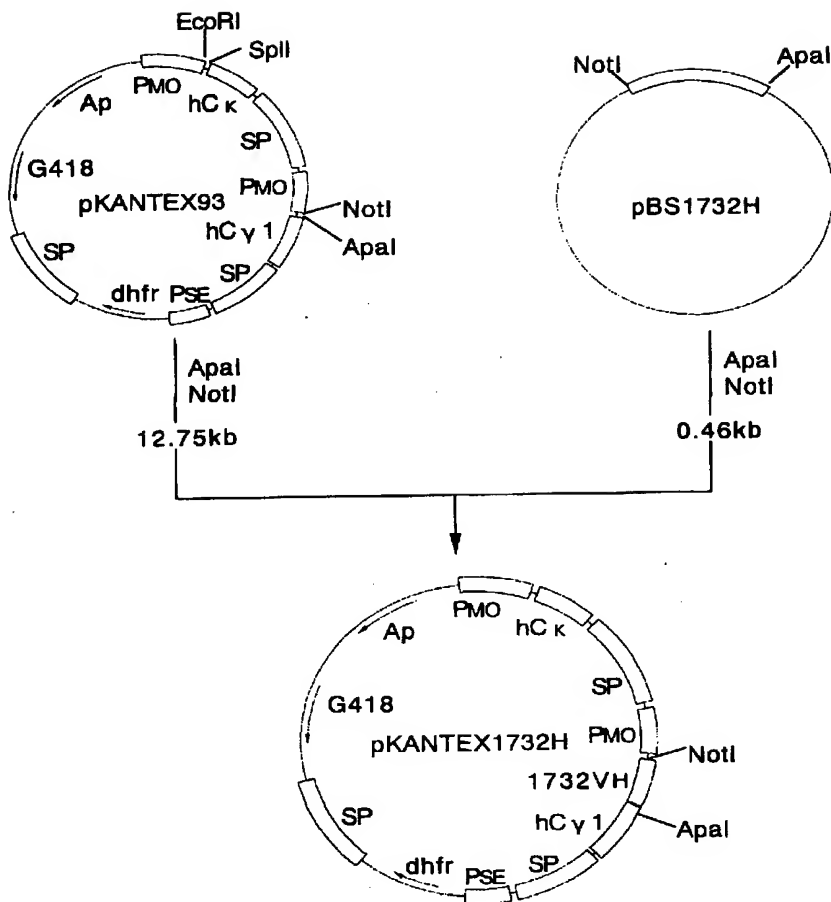 EcoRI
SplI
PMO
hCκ
Ap
SP
G418
PMO
pKANTEX93
NotI
hCγ1
ApaI
SP
SP
dhfr
PSE
NotI
ApaI
pBS1732H
ApaI
NotI
12.75kb
ApaI
NotI
0.46kb
PMO
hCκ
Ap
SP
G418
PMO
pKANTEX1732H
NotI
1732VH
hCγ1
ApaI
SP
SP
dhfr
PSE